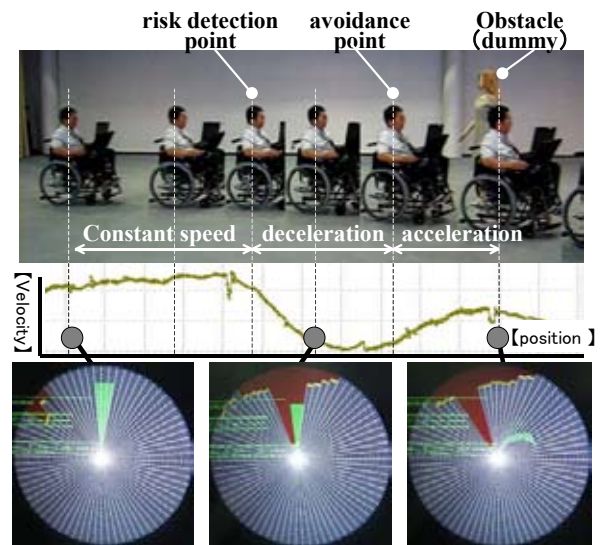 risk detection
point
avoidance
point
Obstacle
(dummy)
Constant speed
deceleration
acceleration
【Velocity】
【position 】